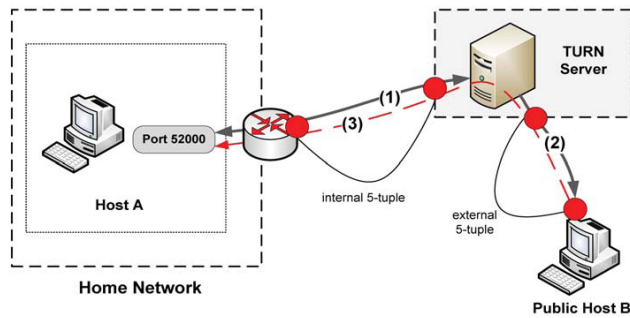 TURN
Server
(1)
(3)
Port 52000
(2)
Host A
internal 5-tuple
external
5-tuple
Home Network
Public Host B